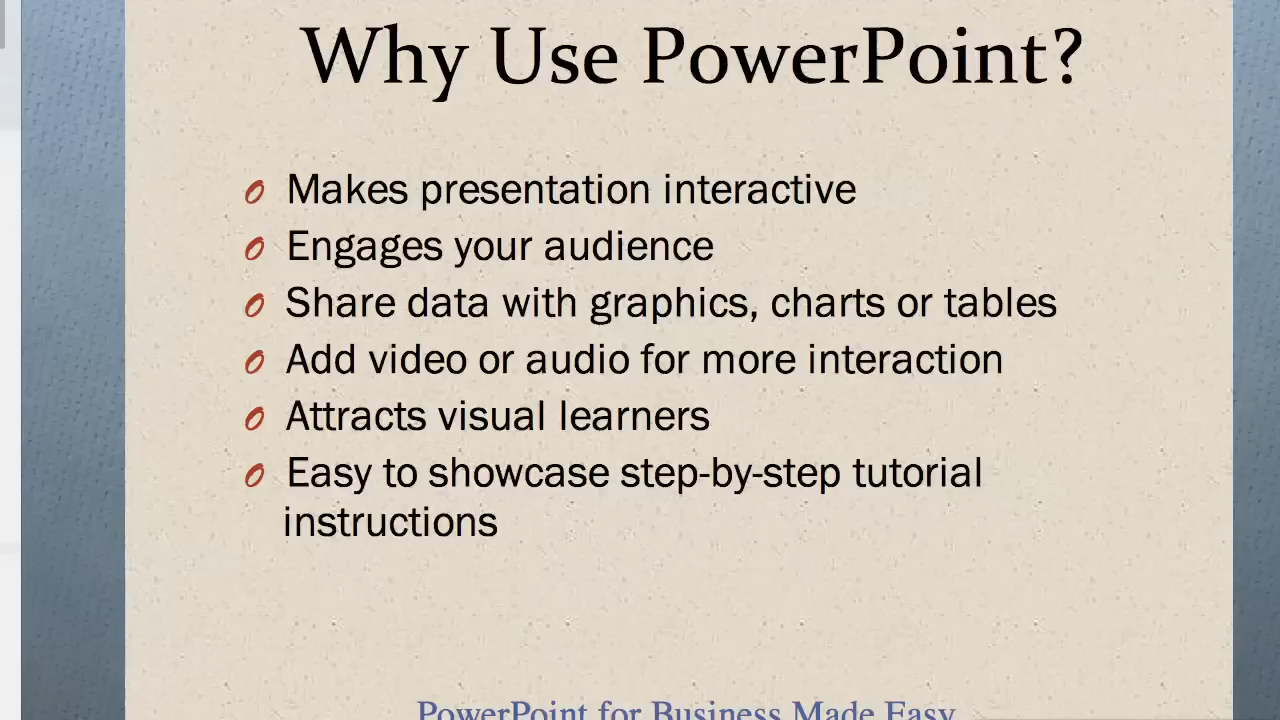 Why Use PowerPoint?
Makes presentation interactive
Engages your audience
Share data with graphics, charts or tables
Add video or audio for more interaction
Attracts visual learners
Easy to showcase step-by-step tutorial
instructions
PowerPoint for Business Made Easy